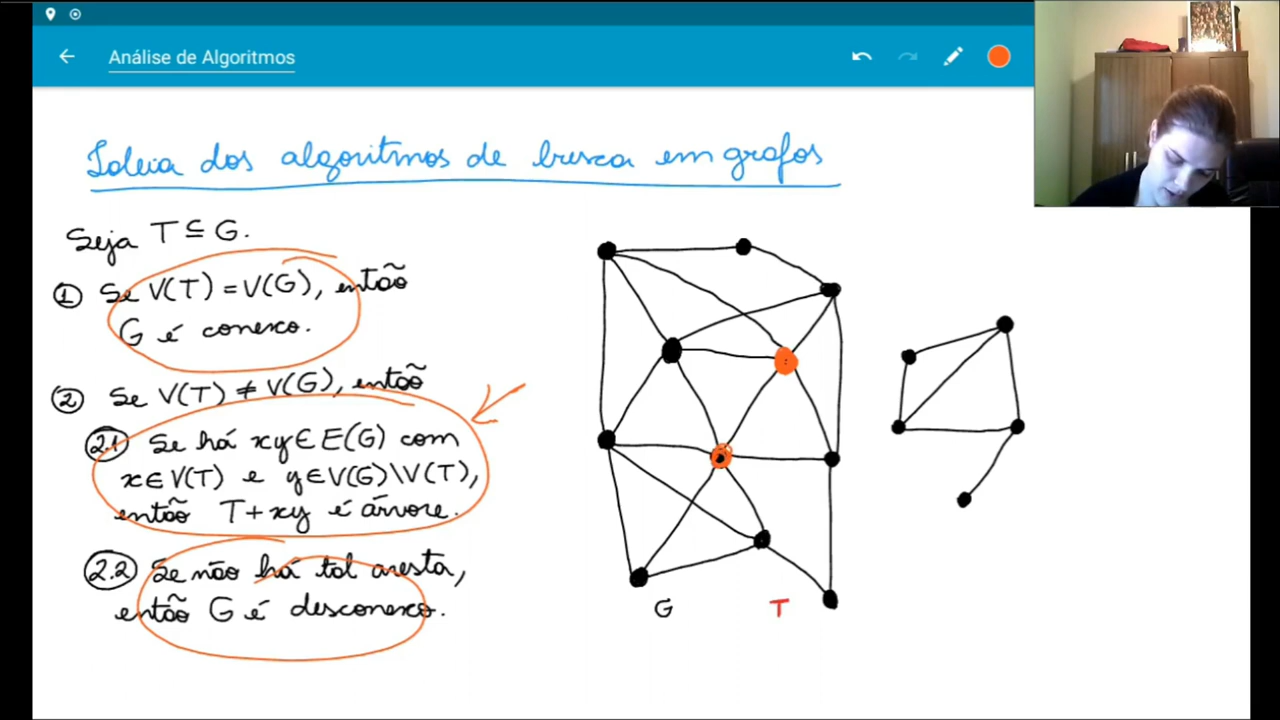 Análise de Algoritmos
Ideia dos algoritmos de busca em grafos
Seja T ⊆ G.
① Se V(T) = V(G), então
G é conexo.
② Se V(T) ≠ V(G), então
2.1 Se há xy ∈ E(G) com
x ∈ V(T) e y ∈ V(G)\V(T),
então T+xy é árvore.
2.2 Se não há tal aresta,
então G é desconexo.
G T